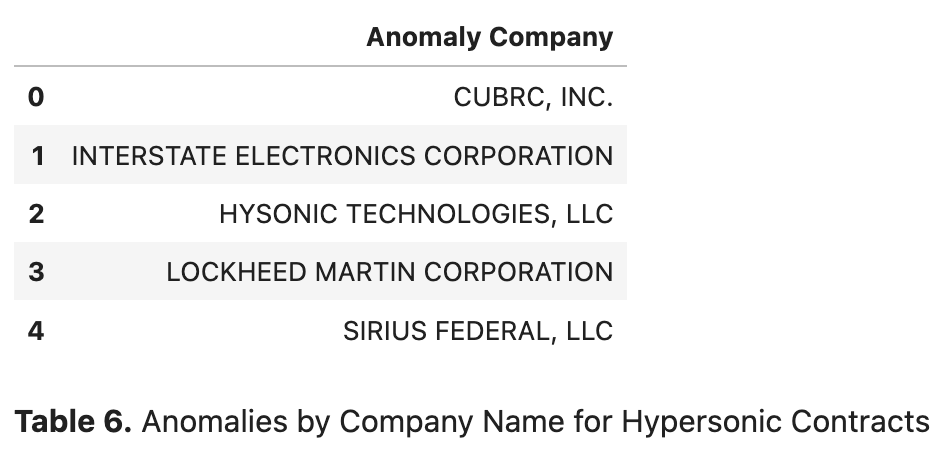 Anomaly Company
0 CUBRC, INC.
1 INTERSTATE ELECTRONICS CORPORATION
2 HYSONIC TECHNOLOGIES, LLC
3 LOCKHEED MARTIN CORPORATION
4 SIRIUS FEDERAL, LLC
Table 6. Anomalies by Company Name for Hypersonic Contracts